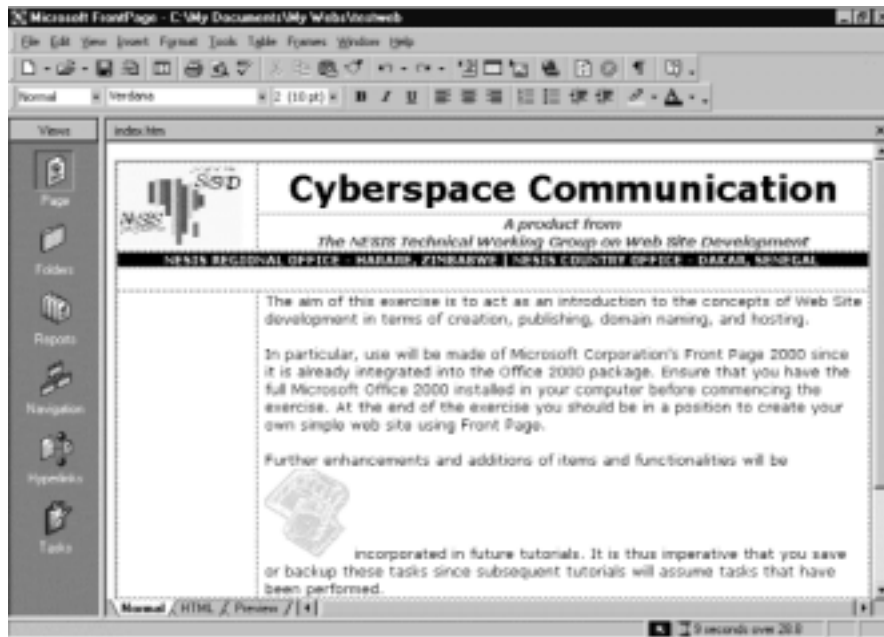 Microsoft FrontPage - C:\My Documents\My Webs\testweb
File Edit View Insert Format Tools Table Frames Window Help
Normal Verdana 2 (10 pt) B I U A
Views index.htm
Page
Folders
Reports
Navigation
Hyperlinks
Tasks
NESIS
Cyberspace Communication
A product from
The NESIS Technical Working Group on Web Site Development
NESIS REGIONAL OFFICE - HARARE, ZIMBABWE | NESIS COUNTRY OFFICE - DAKAR, SENEGAL
The aim of this exercise is to act as an introduction to the concepts of Web Site
development in terms of creation, publishing, domain naming, and hosting.
In particular, use will be made of Microsoft Corporation's Front Page 2000 since
it is already integrated into the Office 2000 package. Ensure that you have the
full Microsoft Office 2000 installed in your computer before commencing the
exercise. At the end of the exercise you should be in a position to create your
own simple web site using Front Page.
Further enhancements and additions of items and functionalities will be
incorporated in future tutorials. It is thus imperative that you save
or backup these tasks since subsequent tutorials will assume tasks that have
been performed.
Normal HTML Preview
9 seconds over 28.8